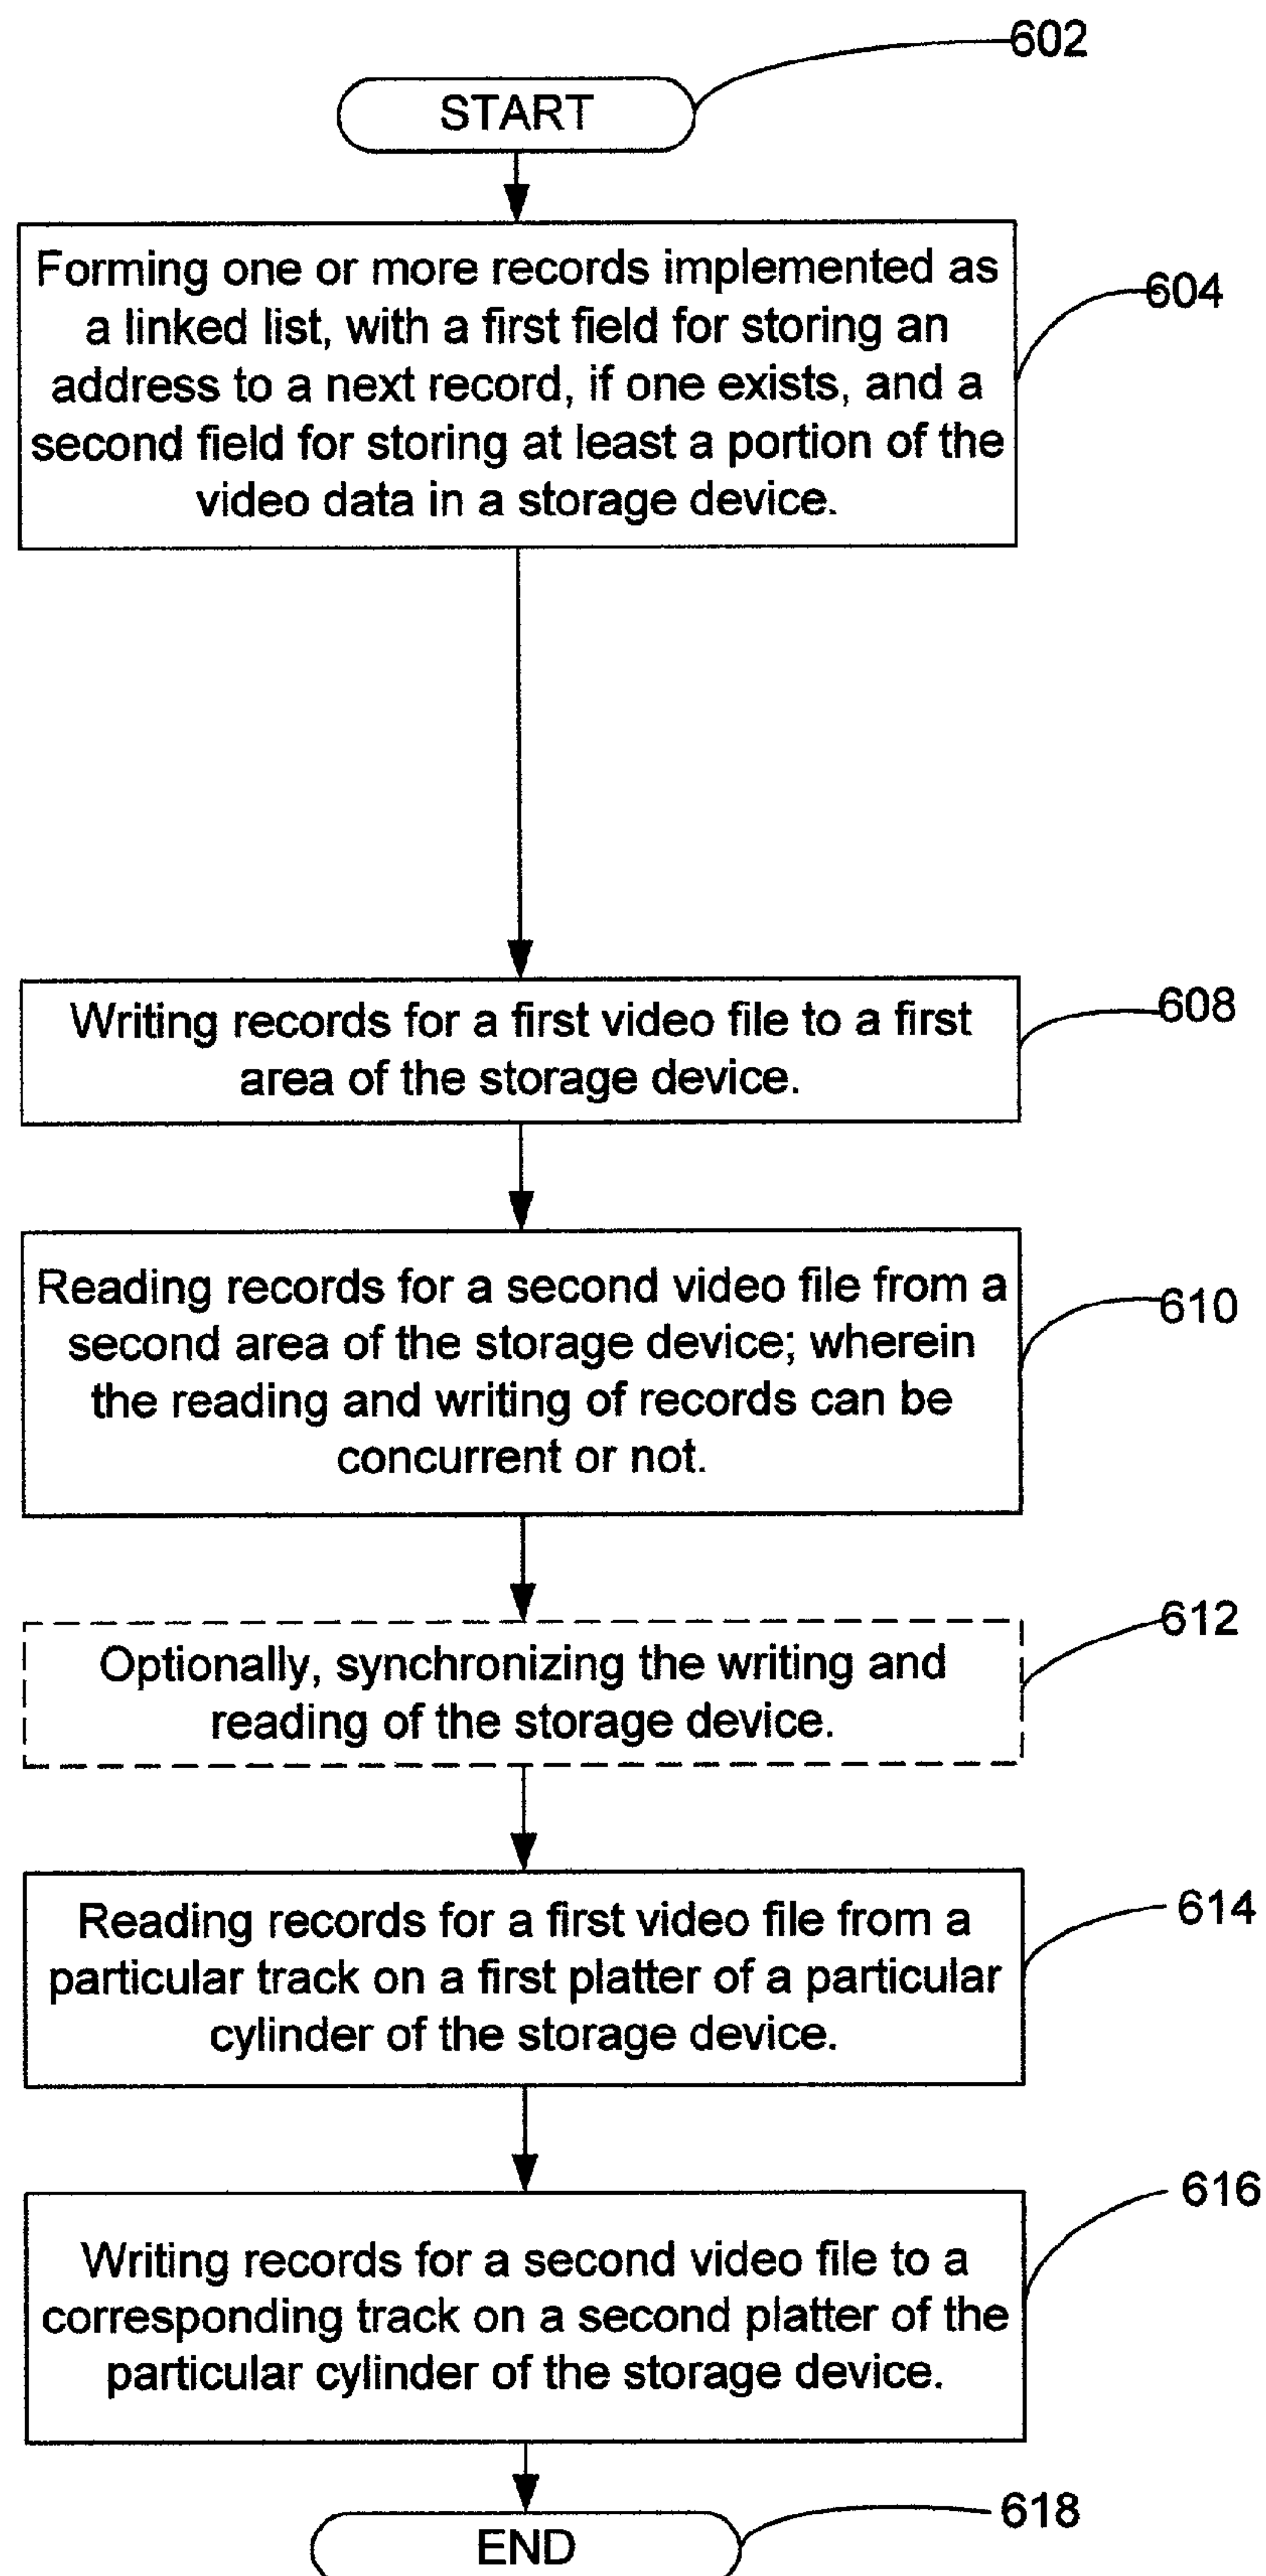 602
START
Forming one or more records implemented as
a linked list, with a first field for storing an
address to a next record, if one exists, and a
second field for storing at least a portion of the
video data in a storage device.
604
Writing records for a first video file to a first
area of the storage device.
608
Reading records for a second video file from a
second area of the storage device; wherein
the reading and writing of records can be
concurrent or not.
610
Optionally, synchronizing the writing and
reading of the storage device.
612
Reading records for a first video file from a
particular track on a first platter of a particular
cylinder of the storage device.
614
Writing records for a second video file to a
corresponding track on a second platter of the
particular cylinder of the storage device.
616
END
618